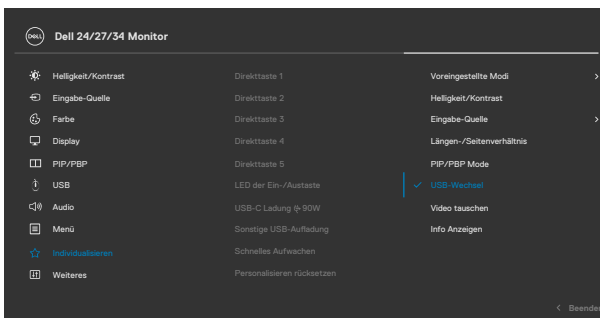 DELL Dell 24/27/34 Monitor
Helligkeit/Kontrast
Eingabe-Quelle
Farbe
Display
PIP/PBP
USB
Audio
Menü
Individualisieren
Weiteres
Direkttaste 1
Direkttaste 2
Direkttaste 3
Direkttaste 4
Direkttaste 5
LED der Ein-/Austaste
USB-C Ladung 90W
Sonstige USB-Aufladung
Schnelles Aufwachen
Personalisieren rücksetzen
Voreingestellte Modi
Helligkeit/Kontrast
Eingabe-Quelle
Längen-/Seitenverhältnis
PIP/PBP Mode
USB-Wechsel
Video tauschen
Info Anzeigen
Beenden